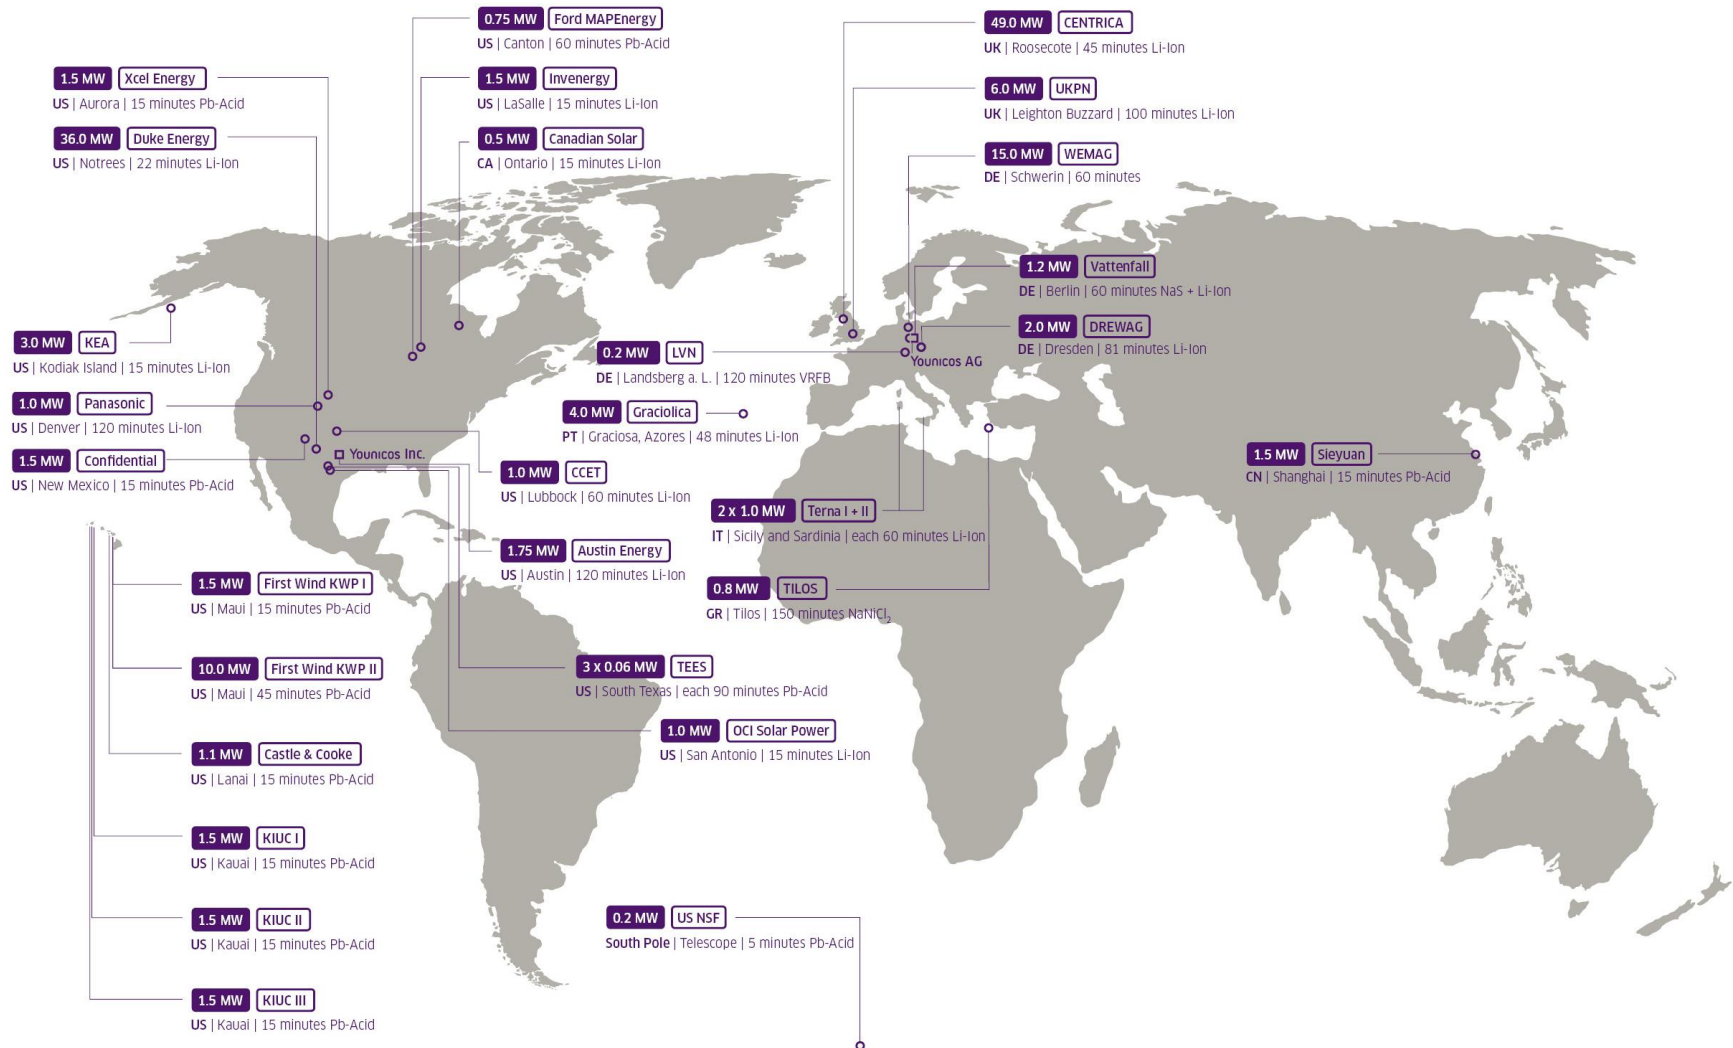 0.75 MW Ford MAPEnergy
US | Canton | 60 minutes Pb-Acid
49.0 MW CENTRICA
UK | Roosecote | 45 minutes Li-Ion
1.5 MW Xcel Energy
US | Aurora | 15 minutes Pb-Acid
1.5 MW Invenergy
US | LaSalle | 15 minutes Li-Ion
6.0 MW UKPN
UK | Leighton Buzzard | 100 minutes Li-Ion
36.0 MW Duke Energy
US | Notrees | 22 minutes Li-Ion
0.5 MW Canadian Solar
CA | Ontario | 15 minutes Li-Ion
15.0 MW WEMAG
DE | Schwerin | 60 minutes
1.2 MW Vattenfall
DE | Berlin | 60 minutes NaS + Li-Ion
3.0 MW KEA
US | Kodiak Island | 15 minutes Li-Ion
2.0 MW DREWAG
DE | Dresden | 81 minutes Li-Ion
0.2 MW LVN
DE | Landsberg a. L. | 120 minutes VRFB
Younicos AG
1.0 MW Panasonic
US | Denver | 120 minutes Li-Ion
4.0 MW Graciolica
PT | Graciosa, Azores | 48 minutes Li-Ion
1.5 MW Confidential
US | New Mexico | 15 minutes Pb-Acid
Younicos Inc.
1.0 MW CCET
US | Lubbock | 60 minutes Li-Ion
1.5 MW Sieyuan
CN | Shanghai | 15 minutes Pb-Acid
2 x 1.0 MW Terna I + II
IT | Sicily and Sardinia | each 60 minutes Li-Ion
1.75 MW Austin Energy
US | Austin | 120 minutes Li-Ion
1.5 MW First Wind KWP I
US | Maui | 15 minutes Pb-Acid
0.8 MW TILOS
GR | Tilos | 150 minutes NaNiCl2
10.0 MW First Wind KWP II
US | Maui | 45 minutes Pb-Acid
3 x 0.06 MW TEES
US | South Texas | each 90 minutes Pb-Acid
1.0 MW OCI Solar Power
US | San Antonio | 15 minutes Li-Ion
1.1 MW Castle & Cooke
US | Lanai | 15 minutes Pb-Acid
1.5 MW KIUC I
US | Kauai | 15 minutes Pb-Acid
1.5 MW KIUC II
US | Kauai | 15 minutes Pb-Acid
0.2 MW US NSF
South Pole | Telescope | 5 minutes Pb-Acid
1.5 MW KIUC III
US | Kauai | 15 minutes Pb-Acid